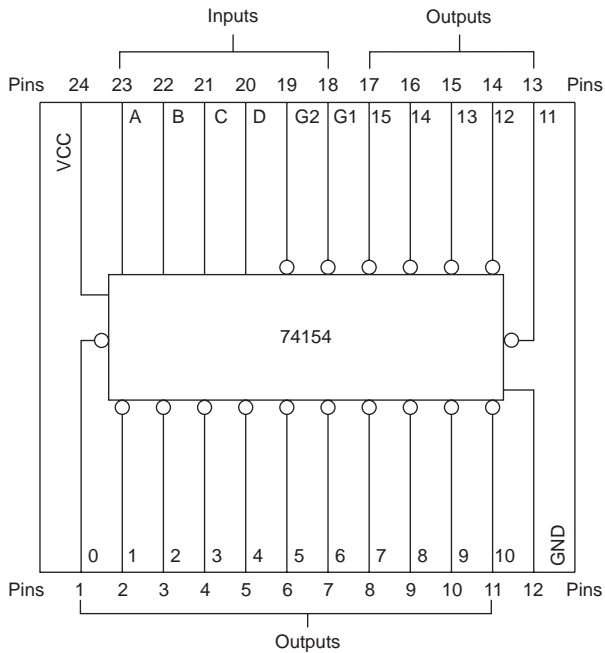 Inputs Outputs
Pins 24 23 22 21 20 19 18 17 16 15 14 13 Pins
VCC A B C D G2 G1 15 14 13 12 11
74154
0 1 2 3 4 5 6 7 8 9 10 GND
Pins 1 2 3 4 5 6 7 8 9 10 11 12 Pins
Outputs